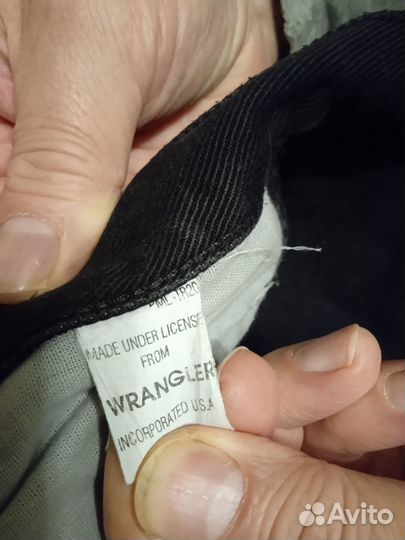 MADE UNDER LICENSE
FROM
WRANGLER
INCORPORATED U.S.A
Avito